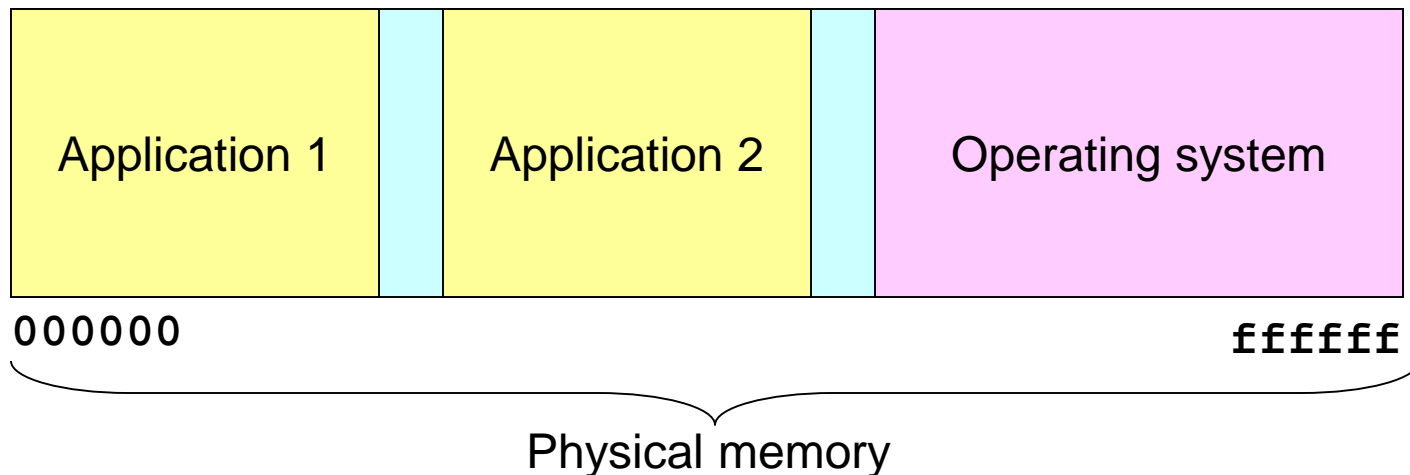 Application 1 Application 2 Operating system
000000 ffffff
Physical memory